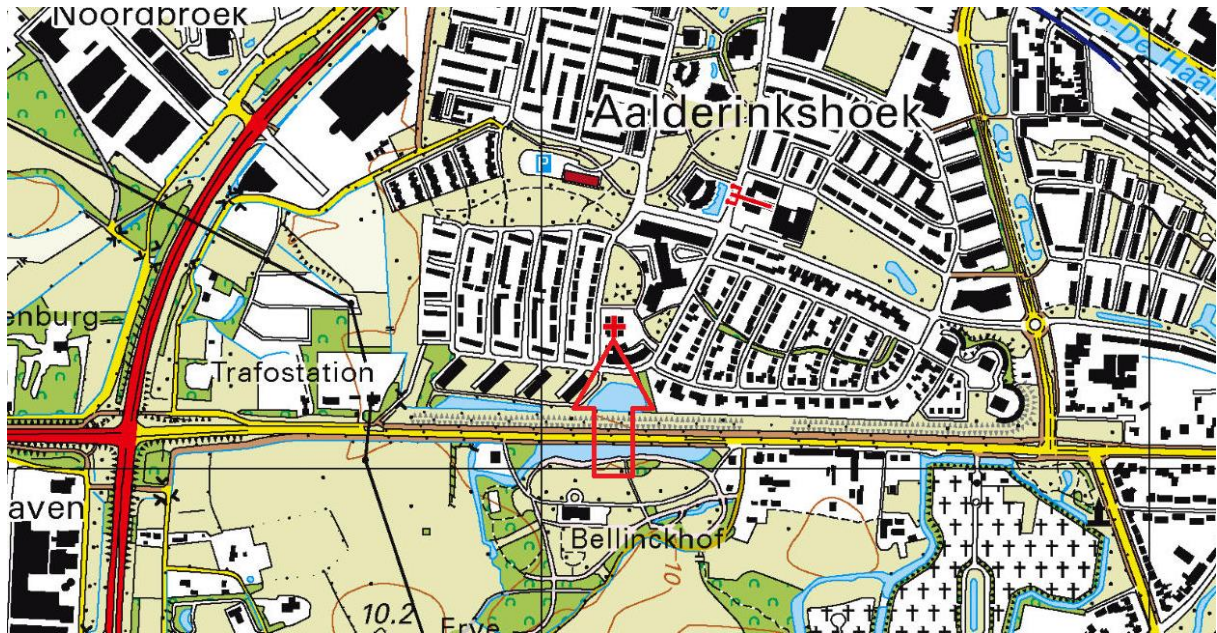 Noordbroek
Aalderinkshoek
P
enburg
Trafostation
aven
Bellinckhof
10
10.2
Erve